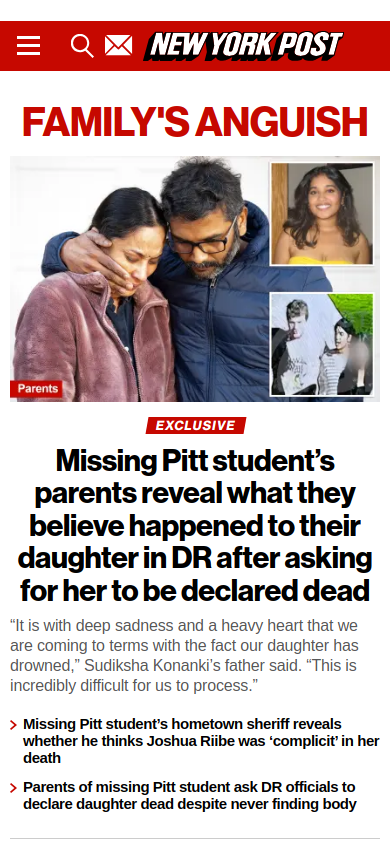 NEW YORK POST
FAMILY'S ANGUISH
Parents
EXCLUSIVE
Missing Pitt student’s
parents reveal what they
believe happened to their
daughter in DR after asking
for her to be declared dead
“It is with deep sadness and a heavy heart that we
are coming to terms with the fact our daughter has
drowned,” Sudiksha Konanki’s father said. “This is
incredibly difficult for us to process.”
Missing Pitt student’s hometown sheriff reveals
whether he thinks Joshua Riibe was ‘complicit’ in her
death
Parents of missing Pitt student ask DR officials to
declare daughter dead despite never finding body